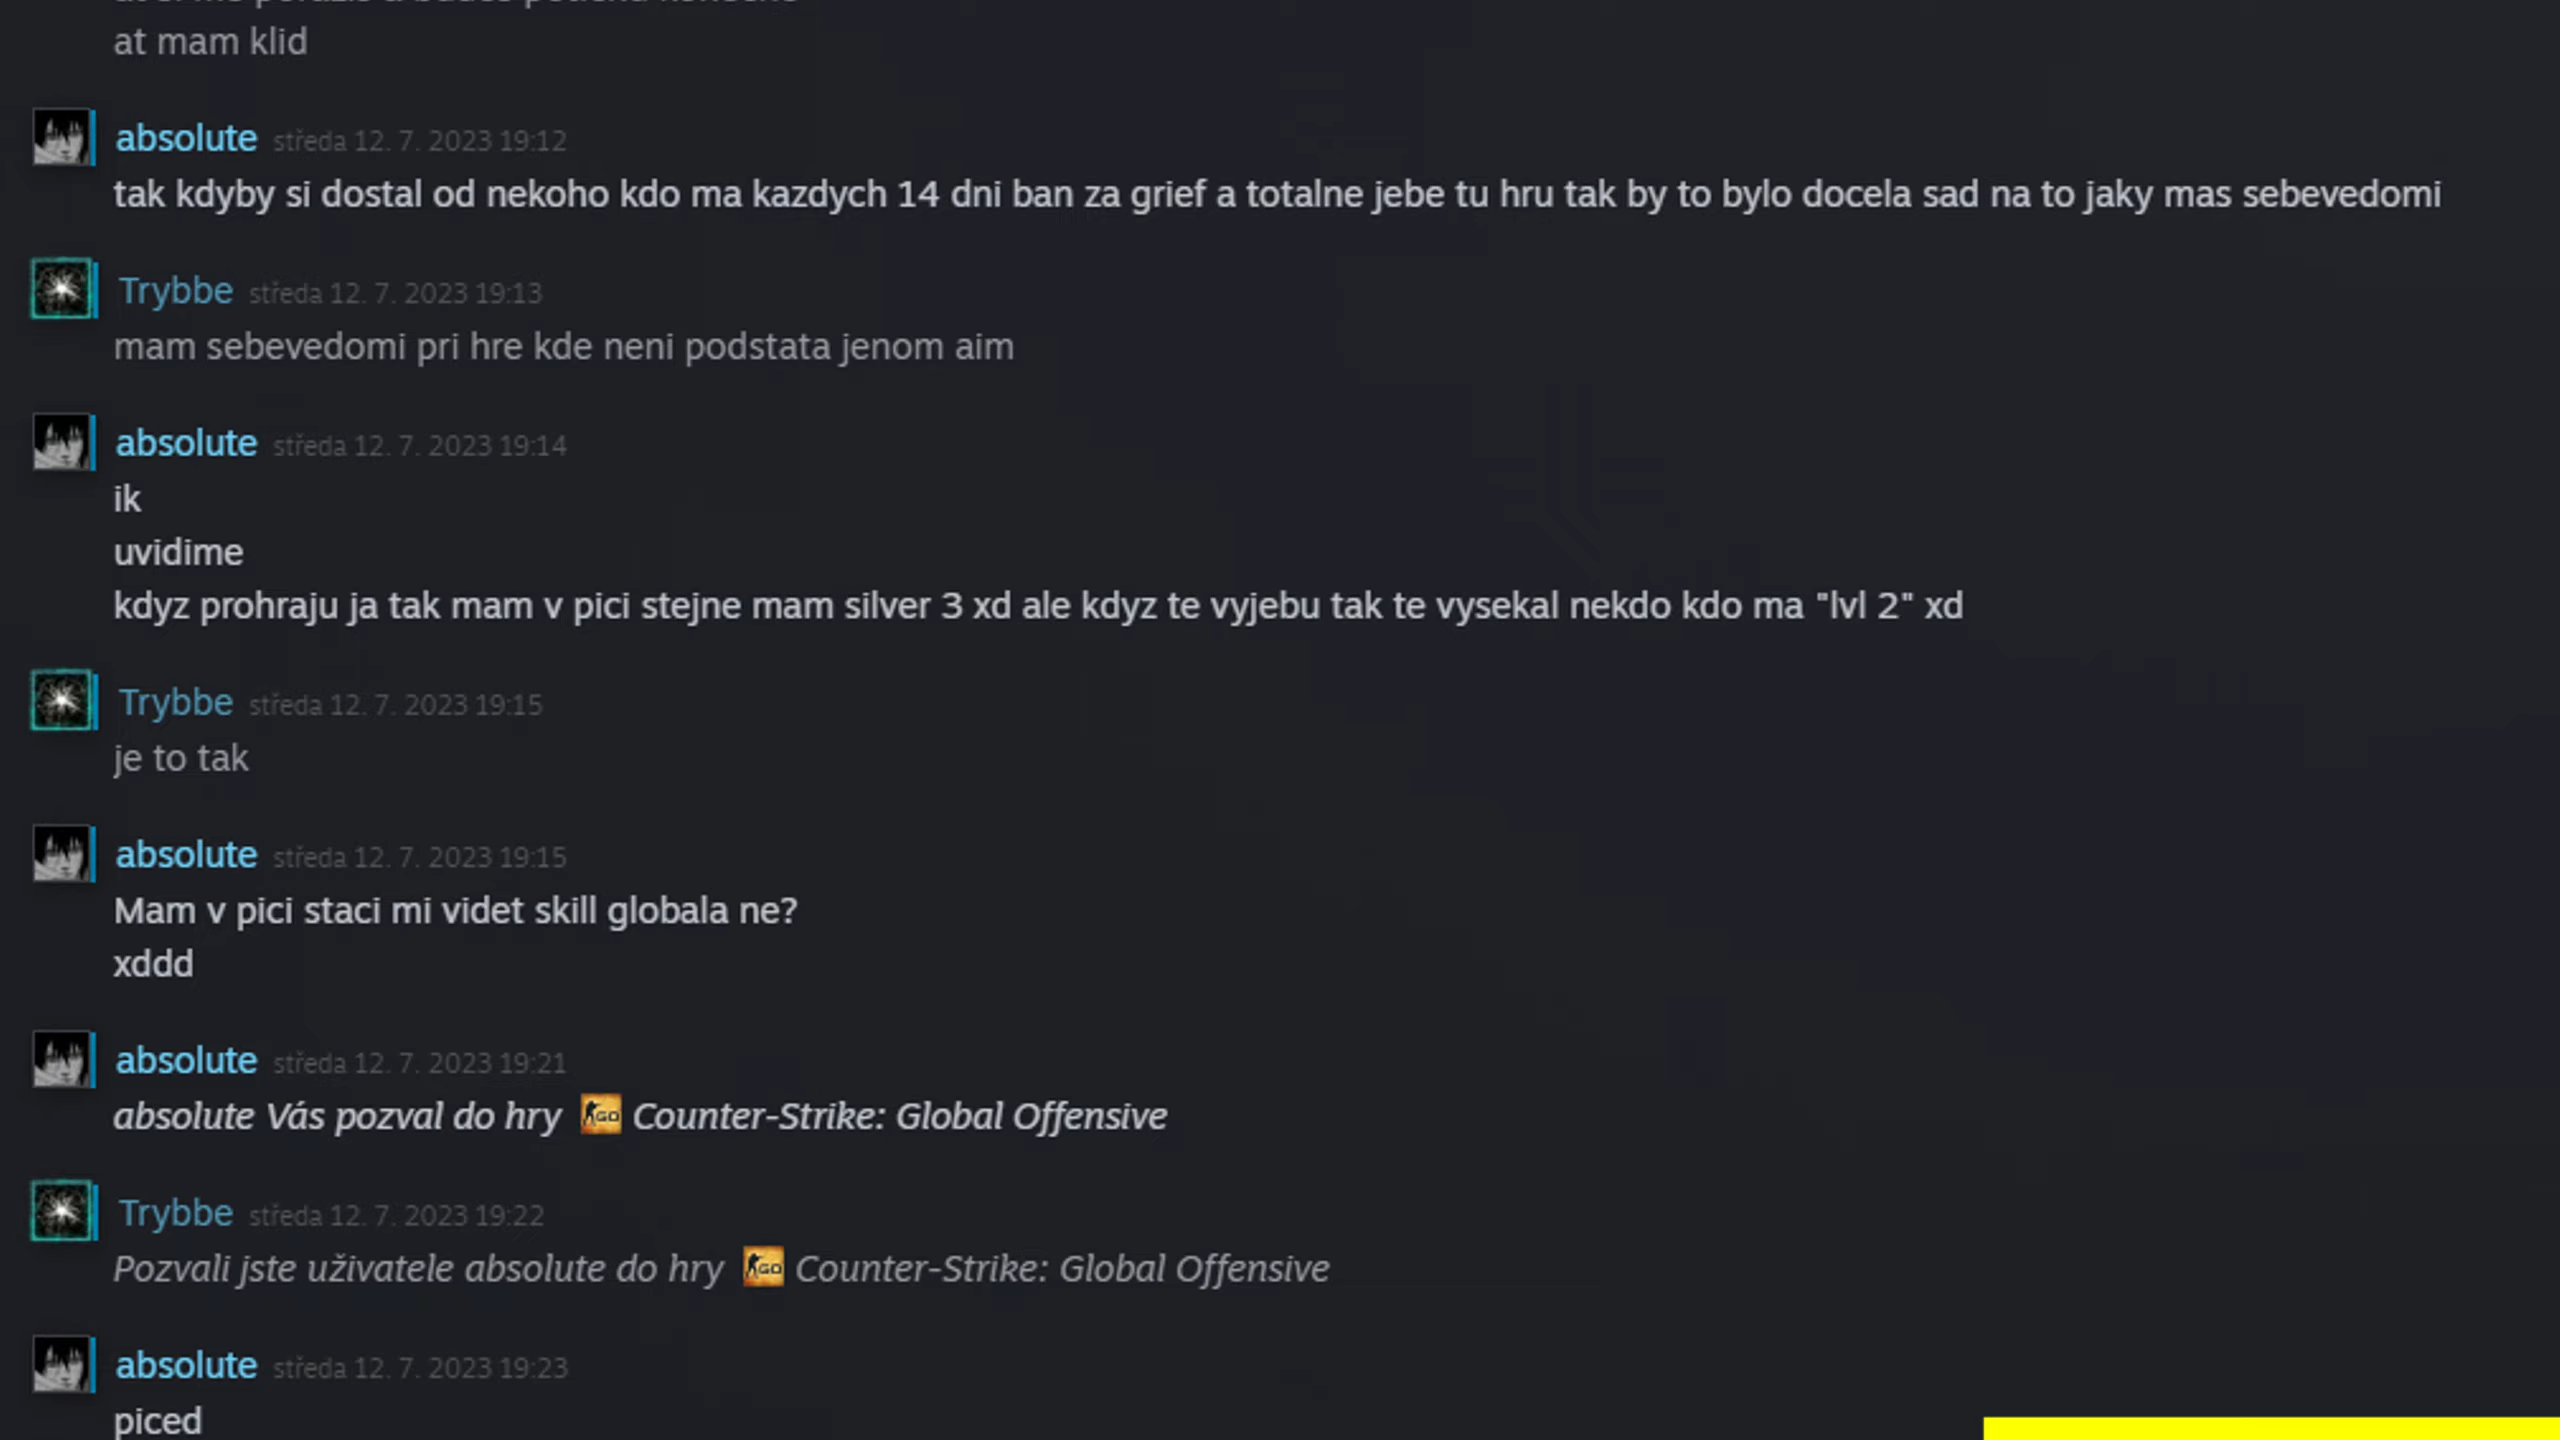 at mam klid
absolute středa 12. 7. 2023 19:12
tak kdyby si dostal od nekoho kdo ma kazdych 14 dni ban za grief a totalne jebe tu hru tak by to bylo docela sad na to jaky mas sebevedomi
Trybbe středa 12. 7. 2023 19:13
mam sebevedomi pri hre kde neni podstata jenom aim
absolute středa 12. 7. 2023 19:14
ik
uvidime
kdyz prohraju ja tak mam v pici stejne mam silver 3 xd ale kdyz te vyjebu tak te vysekal nekdo kdo ma "lvl 2" xd
Trybbe středa 12. 7. 2023 19:15
je to tak
absolute středa 12. 7. 2023 19:15
Mam v pici staci mi videt skill globala ne?
xddd
absolute středa 12. 7. 2023 19:21
absolute Vás pozval do hry GO Counter-Strike: Global Offensive
Trybbe středa 12. 7. 2023 19:22
Pozvali jste uživatele absolute do hry GO Counter-Strike: Global Offensive
absolute středa 12. 7. 2023 19:23
piced